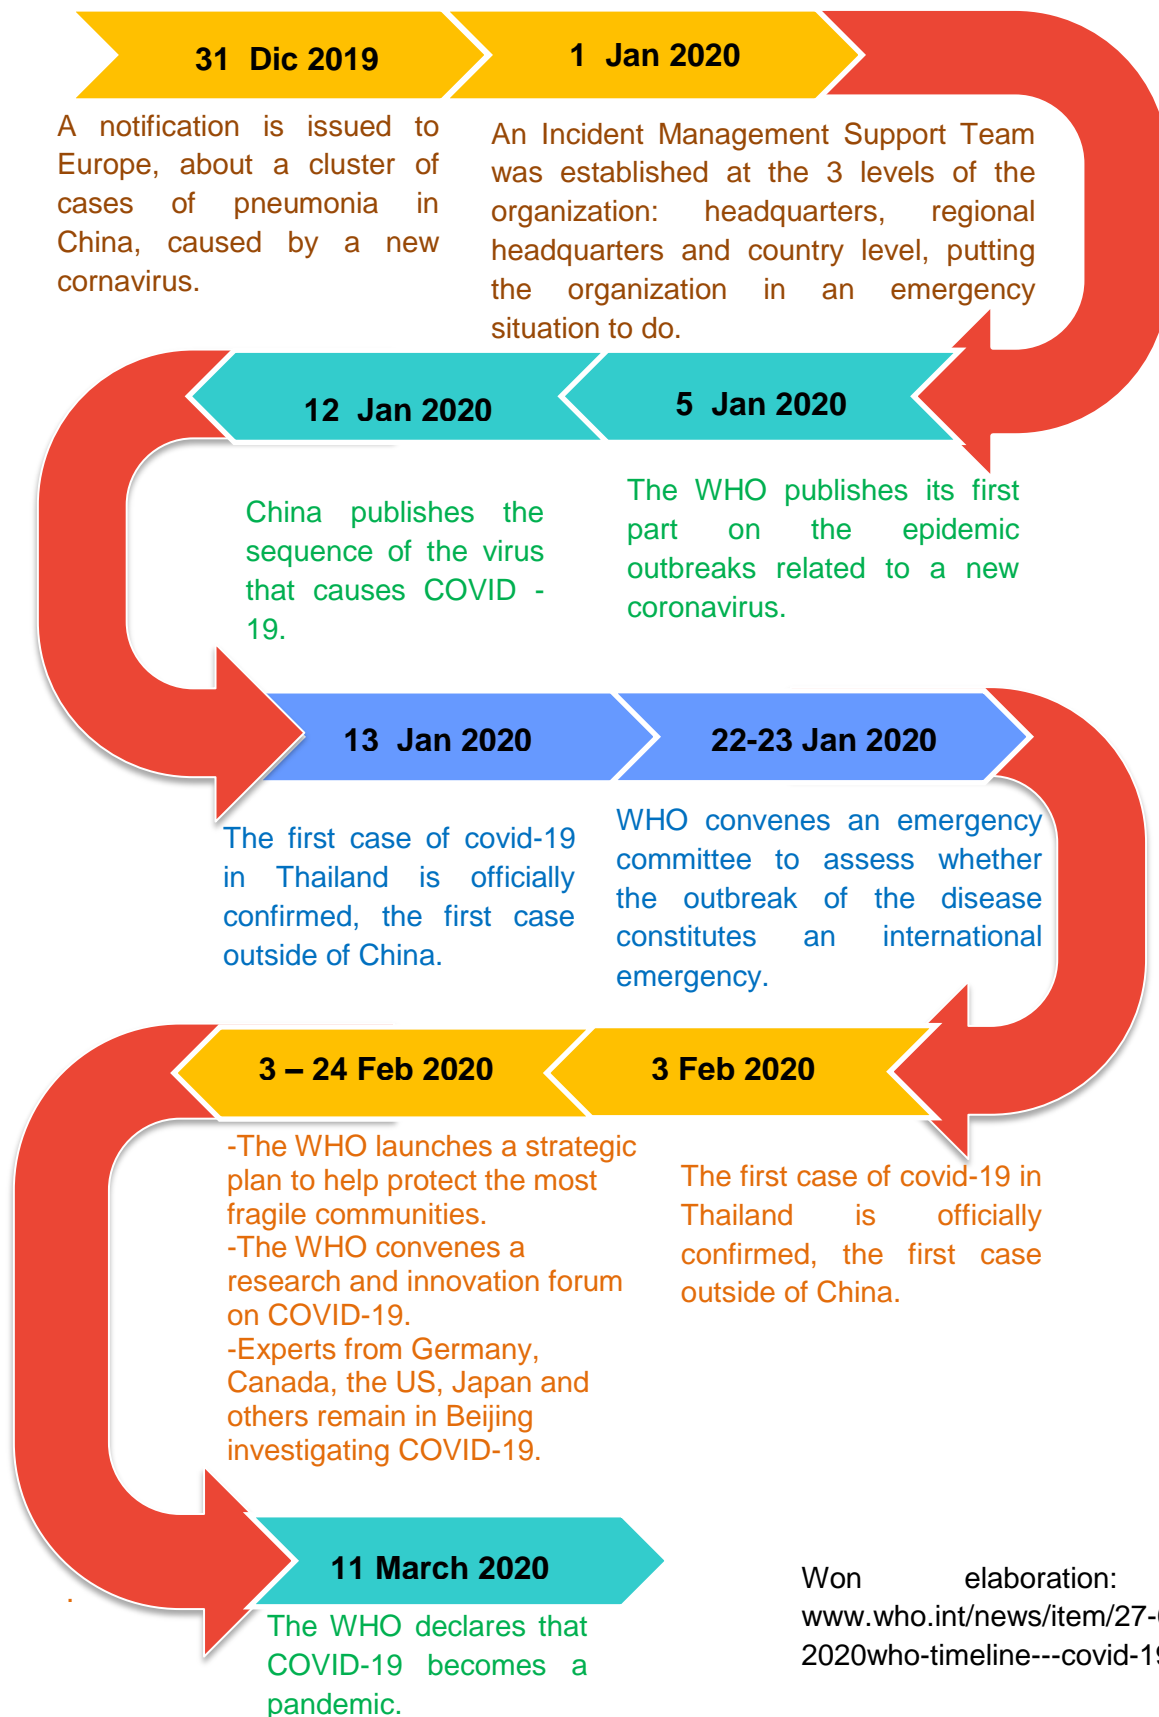 31 Dic 2019
1 Jan 2020
A notification is issued to
Europe, about a cluster of
cases of pneumonia in
China, caused by a new
cornavirus.
An Incident Management Support Team
was established at the 3 levels of the
organization: headquarters, regional
headquarters and country level, putting
the organization in an emergency
situation to do.
5 Jan 2020
12 Jan 2020
The WHO publishes its first
part on the epidemic
outbreaks related to a new
coronavirus.
China publishes the
sequence of the virus
that causes COVID -
19.
13 Jan 2020
22-23 Jan 2020
The first case of covid-19
in Thailand is officially
confirmed, the first case
outside of China.
WHO convenes an emergency
committee to assess whether
the outbreak of the disease
constitutes an international
emergency.
3 Feb 2020
3 – 24 Feb 2020
The first case of covid-19 in
Thailand is officially
confirmed, the first case
outside of China.
-The WHO launches a strategic
plan to help protect the most
fragile communities.
-The WHO convenes a
research and innovation forum
on COVID-19.
-Experts from Germany,
Canada, the US, Japan and
others remain in Beijing
investigating COVID-19.
11 March 2020
.
The WHO declares that
COVID-19 becomes a
pandemic.
Won elaboration:
www.who.int/news/item/27-
2020who-timeline---covid-19